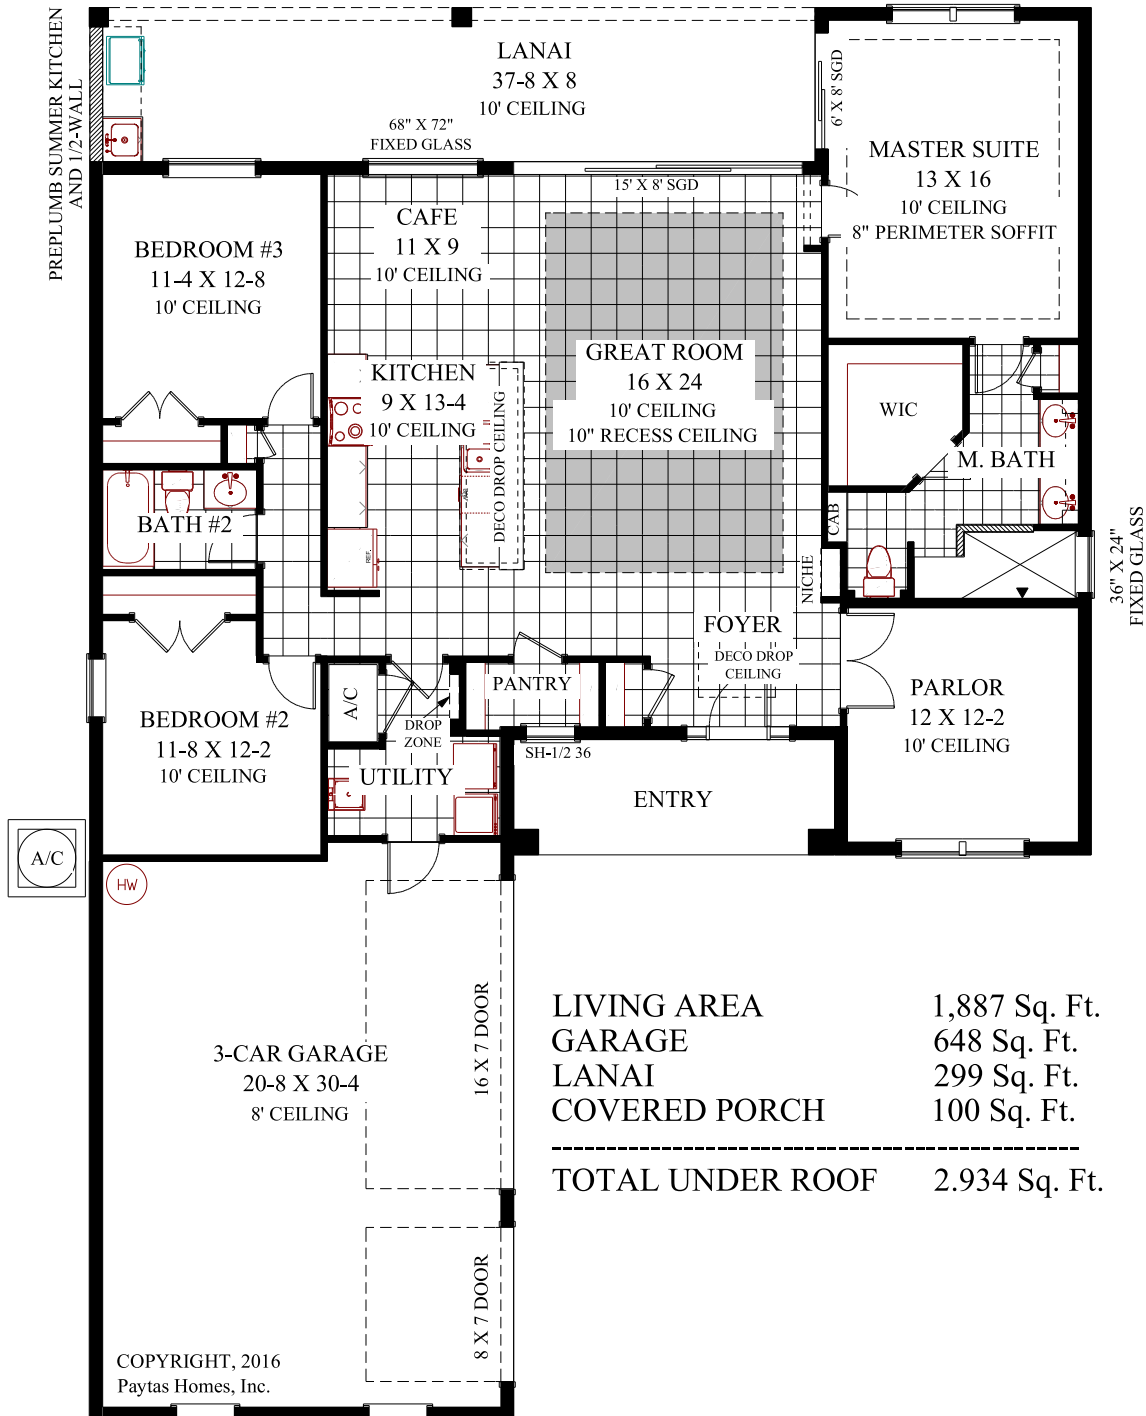 PREPLUMB SUMMER KITCHEN
AND 1/2-WALL
LANAI
37-8 X 8
10' CEILING
68" X 72"
FIXED GLASS
6' X 8' SGD
15' X 8' SGD
MASTER SUITE
13 X 16
10' CEILING
8" PERIMETER SOFFIT
CAFE
11 X 9
10' CEILING
BEDROOM #3
11-4 X 12-8
10' CEILING
GREAT ROOM
16 X 24
10' CEILING
10" RECESS CEILING
KITCHEN
9 X 13-4
10' CEILING
DECO DROP CEILING
REF.
WIC
M. BATH
CAB
NICHE
36" X 24"
FIXED GLASS
BATH #2
FOYER
DECO DROP
CEILING
PANTRY
A/C
DROP
ZONE
BEDROOM #2
11-8 X 12-2
10' CEILING
PARLOR
12 X 12-2
10' CEILING
SH-1/2 36
UTILITY
ENTRY
A/C
HW
3-CAR GARAGE
20-8 X 30-4
8' CEILING
16 X 7 DOOR
8 X 7 DOOR
LIVING AREA 1,887 Sq. Ft.
GARAGE 648 Sq. Ft.
LANAI 299 Sq. Ft.
COVERED PORCH 100 Sq. Ft.
TOTAL UNDER ROOF 2.934 Sq. Ft.
COPYRIGHT, 2016
Paytas Homes, Inc.